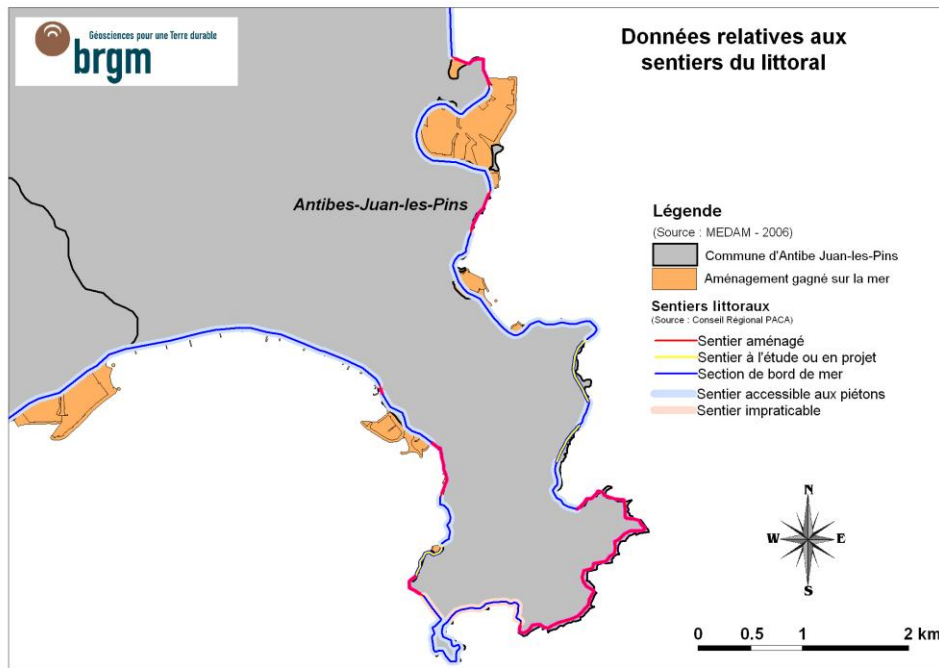 Géosciences pour une Terre durable
brgm
Données relatives aux
sentiers du littoral
Antibes-Juan-les-Pins
Légende
(Source : MEDAM - 2006)
Commune d'Antibe Juan-les-Pins
Aménagement gagné sur la mer
Sentiers littoraux
(Source : Conseil Régional PACA)
Sentier aménagé
Sentier à l'étude ou en projet
Section de bord de mer
Sentier accessible aux piétons
Sentier impraticable
N
W E
S
0 0.5 1 2 km